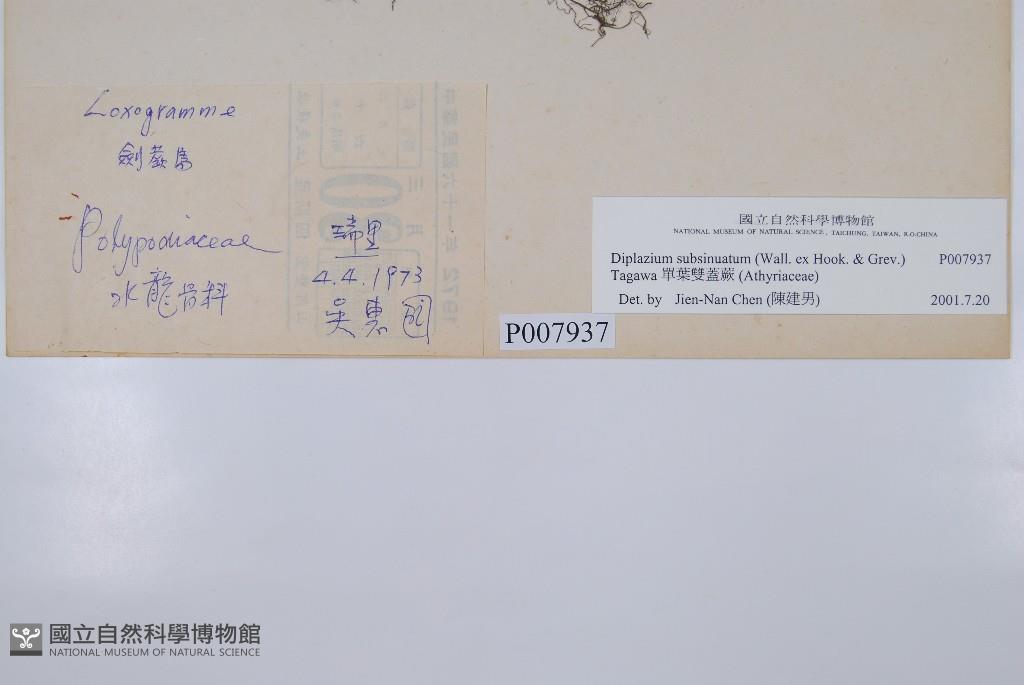 Loxogramme
劍蕨屬
Polypodiaceae
水龍骨科
瑞里
4.4.1973
吳惠國
P007937
國立自然科學博物館
NATIONAL MUSEUM OF NATURAL SCIENCE, TAICHUNG, TAIWAN, R.O.CHINA
Diplazium subsinuatum (Wall. ex Hook. & Grev.) P007937
Tagawa 單葉雙蓋蕨 (Athyriaceae)
Det. by Jien-Nan Chen (陳建男) 2001.7.20
國立自然科學博物館
NATIONAL MUSEUM OF NATURAL SCIENCE